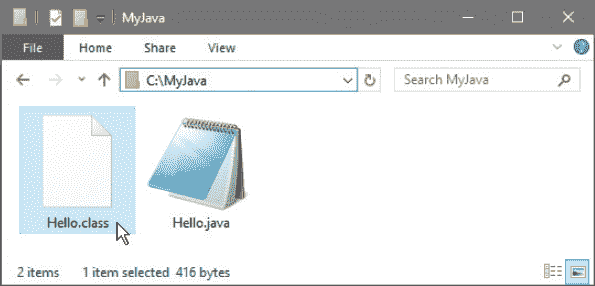 MyJava
File Home Share View
C:\MyJava Search MyJava
Hello.class Hello.java
2 items 1 item selected 416 bytes